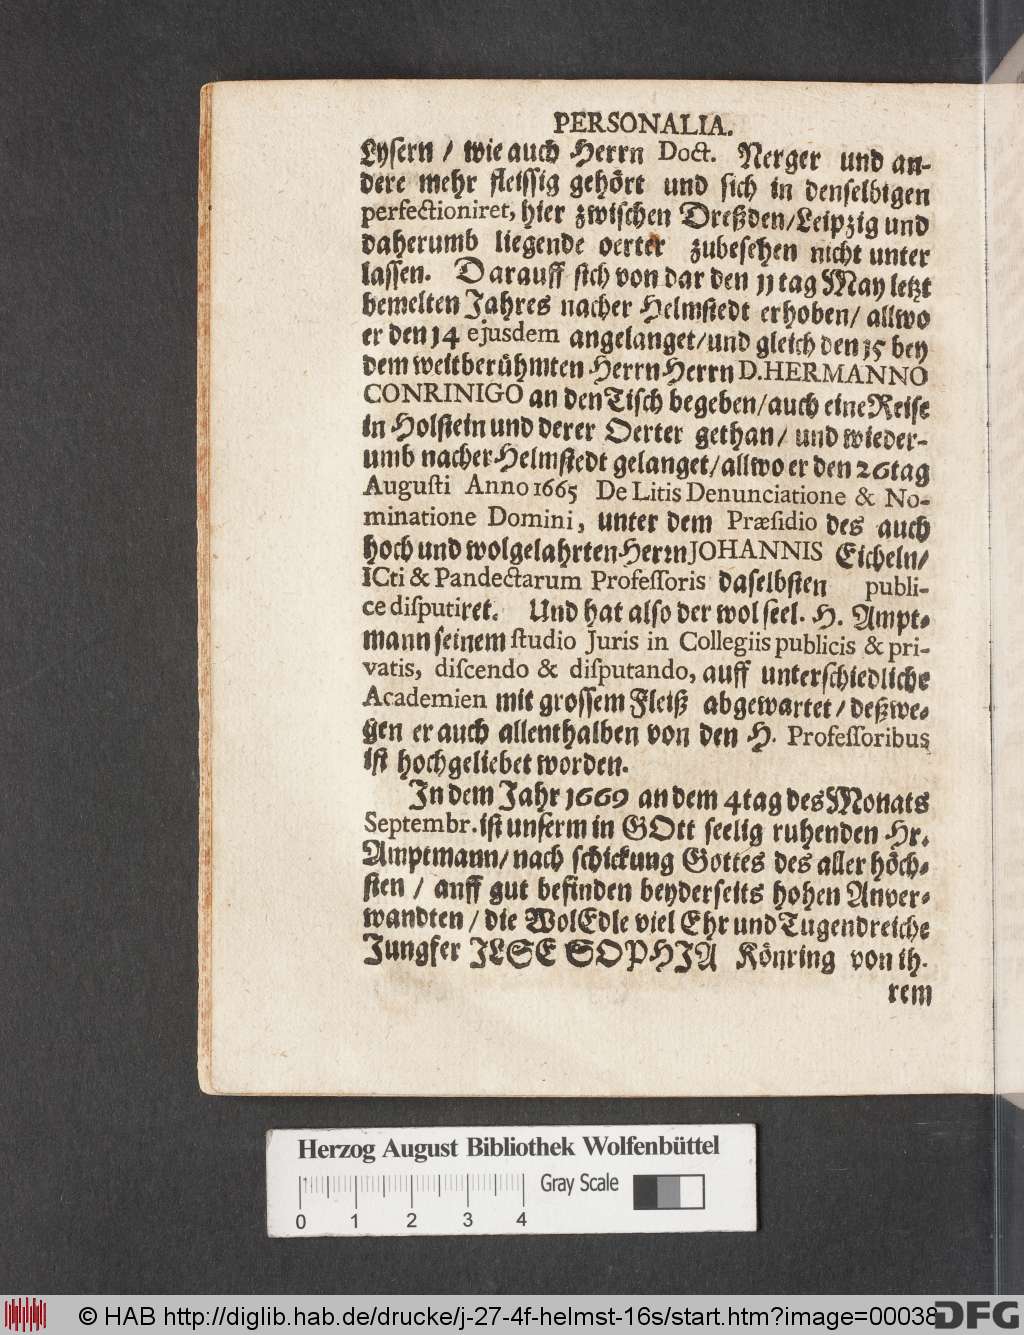 PERSONALIA.
Lysern / wie auch Herrn Doct. Nerger und an-
dere mehr fleissig gehört und sich in denselbigen
perfectioniret, hier zwischen Dreßden/Leipzig und
daherumb liegende oerter zubesehen nicht unter
lassen. Darauff sich von dar den 11 tag May letzt
bemelten Jahres nacher Helmstedt erhoben/ allwo
er den 14 ejusdem angelanget/und gleich den 15 bey
dem weitberühmten Herrn Herrn D. HERMANNO
CONRINIGO an den Tisch begeben/auch eine Reise
in Holstein und derer Oerter gethan/ und wieder-
umb nacher Helmstedt gelanget/allwo er den 26 tag
Augusti Anno 1665 De Litis Denunciatione & No-
minatione Domini, unter dem Præsidio des auch
hoch und wolgelahrten Herrn JOHANNIS Eicheln/
ICti & Pandectarum Professoris daselbsten publi-
ce disputiret. Und hat also der wol seel. H. Ampt-
mann seinem studio Juris in Collegiis publicis & pri-
vatis, discendo & disputando, auff unterschiedliche
Academien mit grossem Fleiß abgewartet / deßwe-
gen er auch allenthalben von den H. Professoribus
ist hochgeliebet worden.
In dem Jahr 1669 an dem 4 tag des Monats
Septembr. ist unserm in GOtt seelig ruhenden Hr.
Amptmann/ nach schickung Gottes des aller höch-
sten / auff gut befinden beyderseits hohen Anver-
wandten / die WolEdle viel Ehr und Tugendreiche
Jungfer ILSE SOPHIA Könring von ih-
rem
Herzog August Bibliothek Wolfenbüttel
Gray Scale
0 1 2 3 4
© HAB http://diglib.hab.de/drucke/j-27-4f-helmst-16s/start.htm?image=00038
DFG